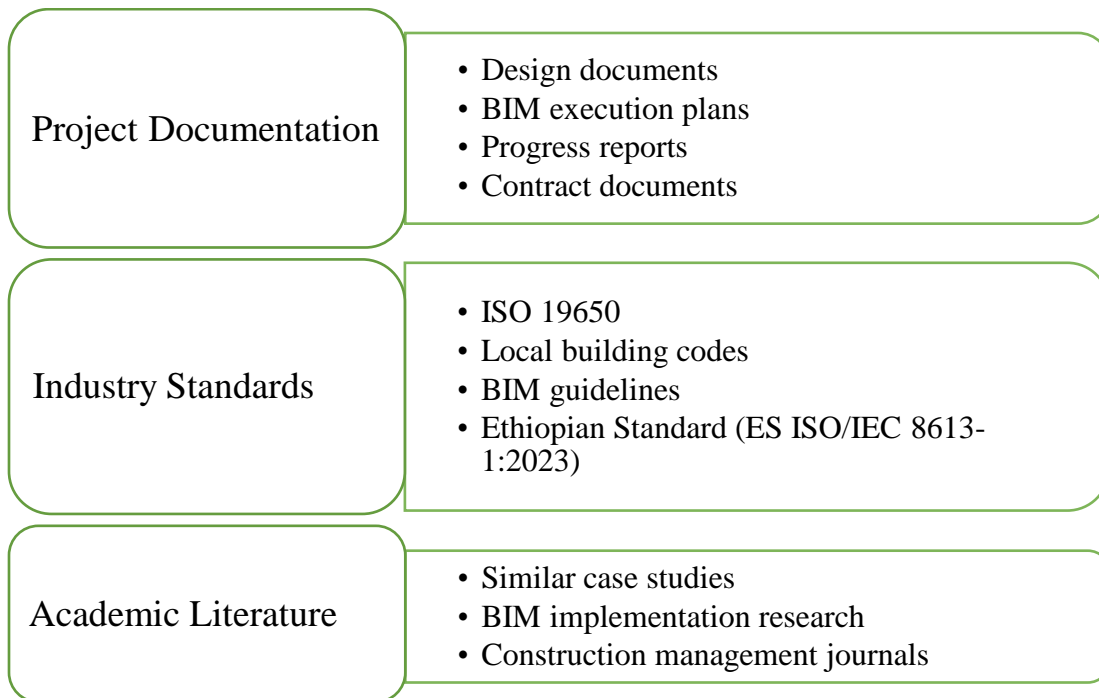 Project Documentation
• Design documents
• BIM execution plans
• Progress reports
• Contract documents
Industry Standards
• ISO 19650
• Local building codes
• BIM guidelines
• Ethiopian Standard (ES ISO/IEC 8613-
1:2023)
Academic Literature
• Similar case studies
• BIM implementation research
• Construction management journals